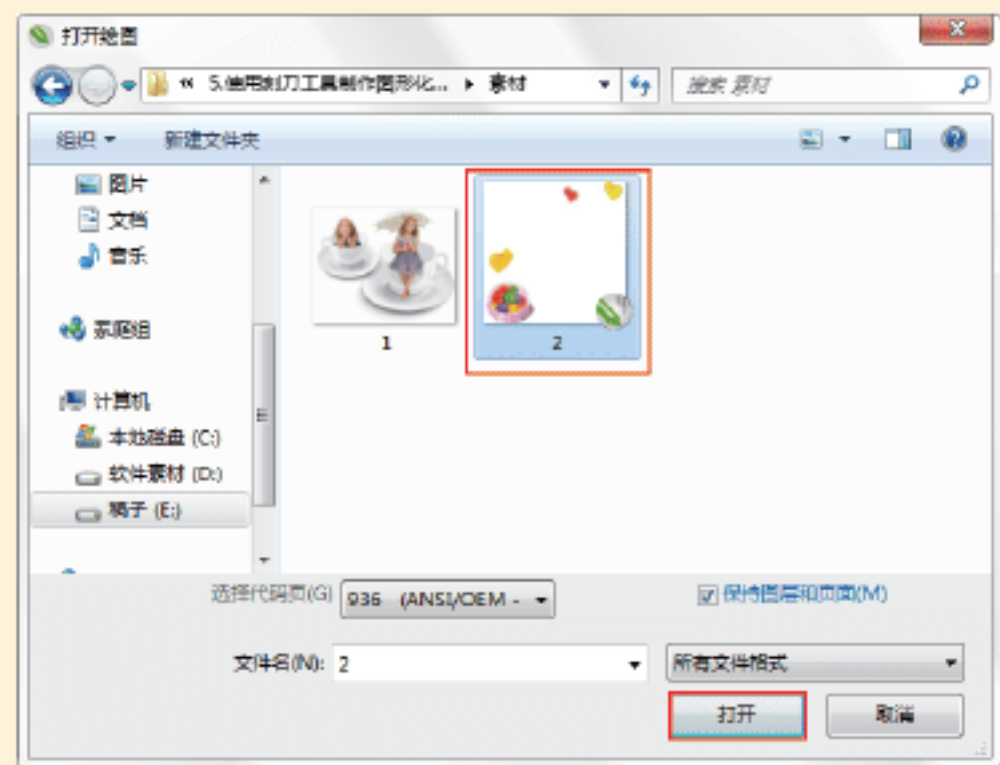 打开绘图
5.使用刻刀工具制作图形化... ▸ 素材
搜索 素材
组织
新建文件夹
图片
文档
音乐
家庭组
计算机
本地磁盘 (C:)
软件素材 (D:)
稿子 (E:)
1
2
选择代码页(G)
936 (ANSI/OEM -
保持图层和页面(M)
文件名(N):
2
所有文件格式
打开
取消